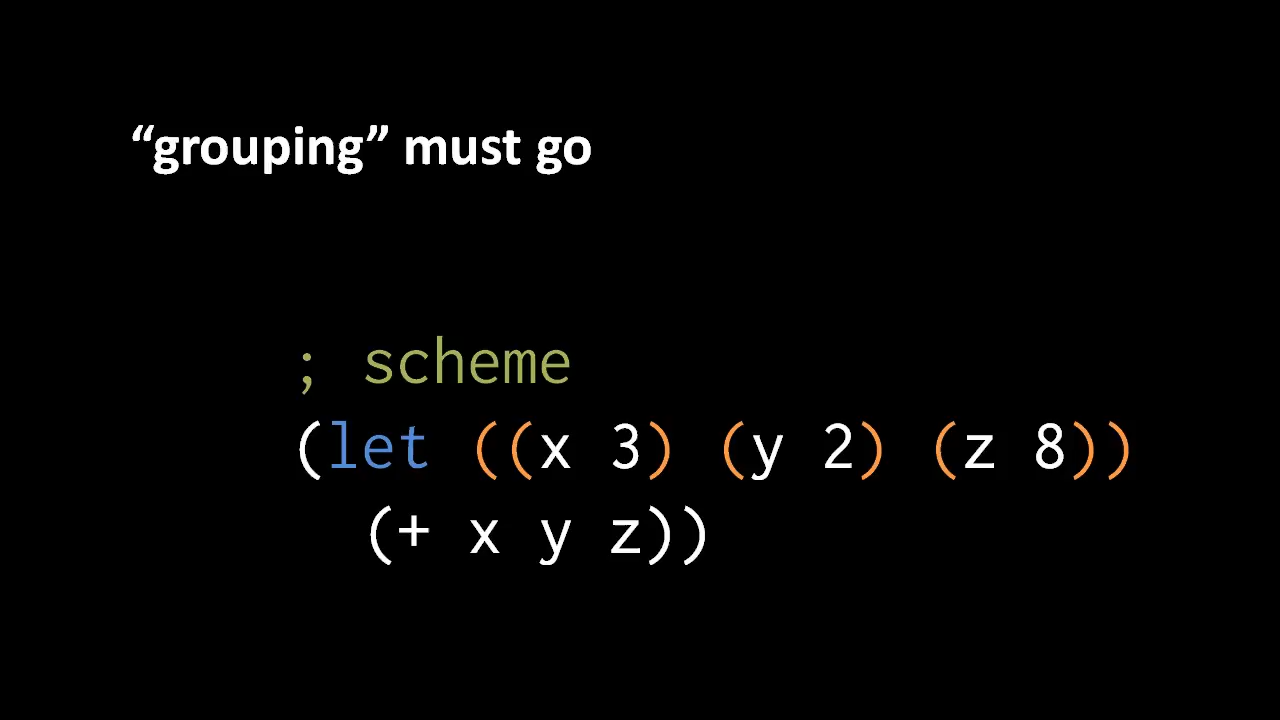 “grouping” must go
; scheme
(let ((x 3) (y 2) (z 8))
(+ x y z))